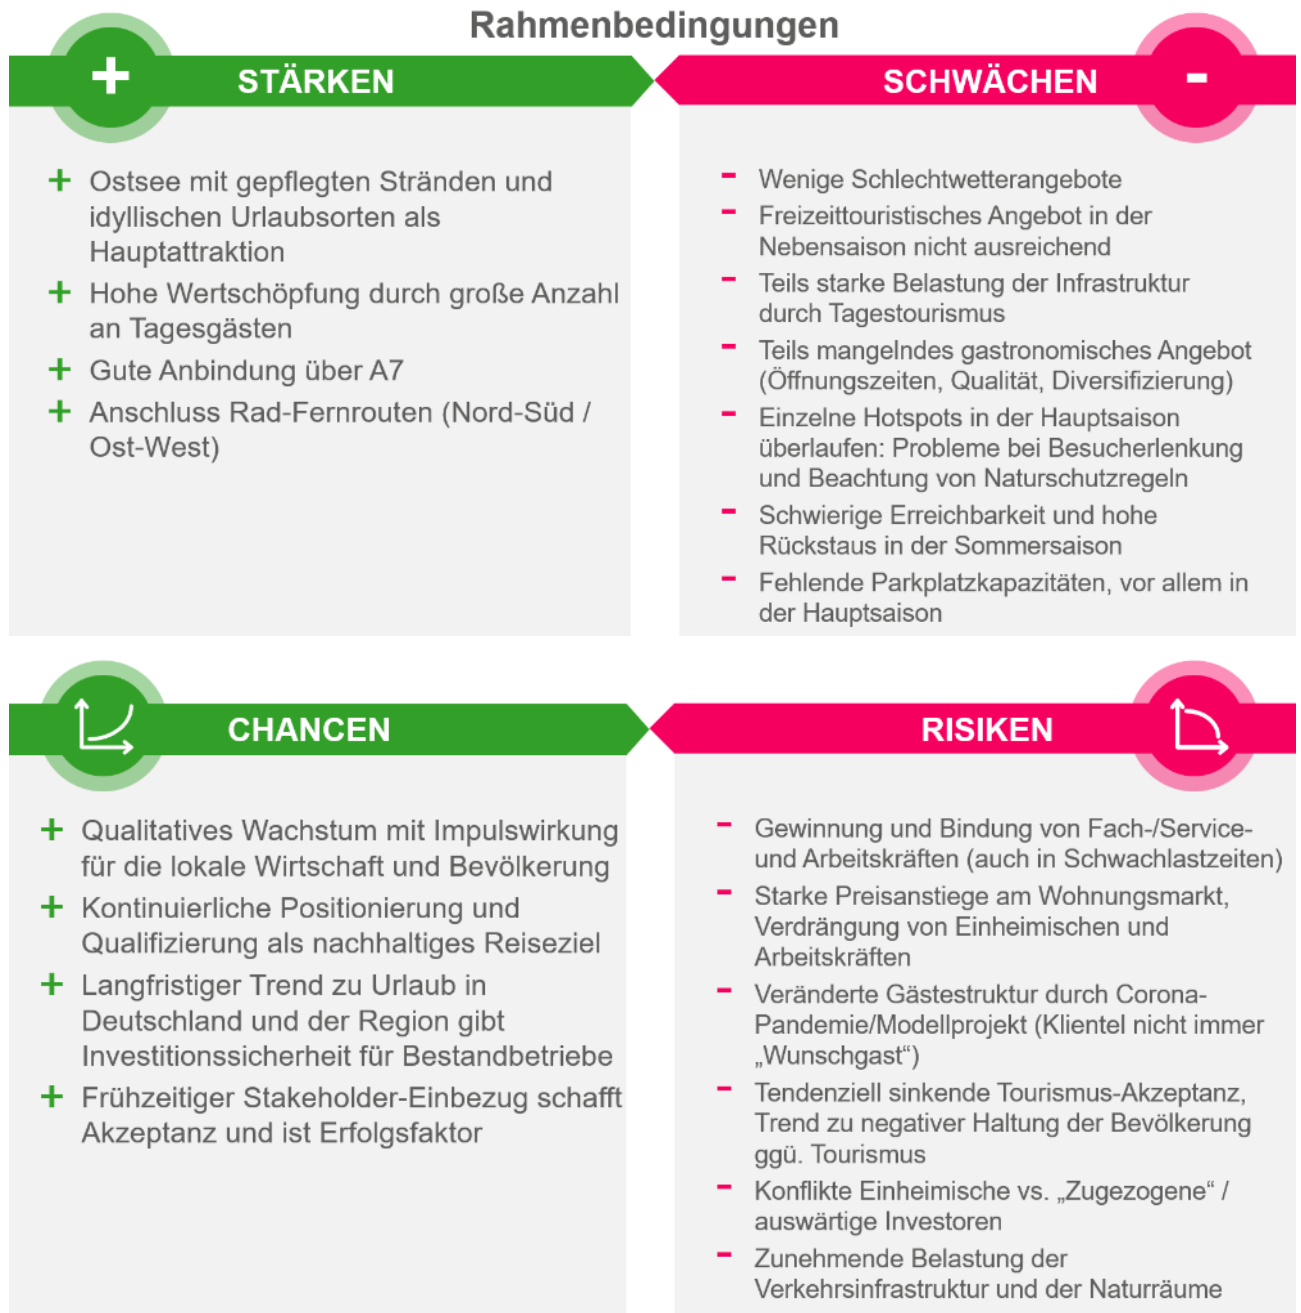 Rahmenbedingungen
+ STÄRKEN
+ Ostsee mit gepflegten Stränden und
idyllischen Urlaubsorten als
Hauptattraktion
+ Hohe Wertschöpfung durch große Anzahl
an Tagesgästen
+ Gute Anbindung über A7
+ Anschluss Rad-Fernrouten (Nord-Süd /
Ost-West)
SCHWÄCHEN -
- Wenige Schlechtwetterangebote
- Freizeittouristisches Angebot in der
Nebensaison nicht ausreichend
- Teils starke Belastung der Infrastruktur
durch Tagestourismus
- Teils mangelndes gastronomisches Angebot
(Öffnungszeiten, Qualität, Diversifizierung)
- Einzelne Hotspots in der Hauptsaison
überlaufen: Probleme bei Besucherlenkung
und Beachtung von Naturschutzregeln
- Schwierige Erreichbarkeit und hohe
Rückstaus in der Sommersaison
- Fehlende Parkplatzkapazitäten, vor allem in
der Hauptsaison
CHANCEN
+ Qualitatives Wachstum mit Impulswirkung
für die lokale Wirtschaft und Bevölkerung
+ Kontinuierliche Positionierung und
Qualifizierung als nachhaltiges Reiseziel
+ Langfristiger Trend zu Urlaub in
Deutschland und der Region gibt
Investitionssicherheit für Bestandbetriebe
+ Frühzeitiger Stakeholder-Einbezug schafft
Akzeptanz und ist Erfolgsfaktor
RISIKEN
- Gewinnung und Bindung von Fach-/Service-
und Arbeitskräften (auch in Schwachlastzeiten)
- Starke Preisanstiege am Wohnungsmarkt,
Verdrängung von Einheimischen und
Arbeitskräften
- Veränderte Gästestruktur durch Corona-
Pandemie/Modellprojekt (Klientel nicht immer
„Wunschgast“)
- Tendenziell sinkende Tourismus-Akzeptanz,
Trend zu negativer Haltung der Bevölkerung
ggü. Tourismus
- Konflikte Einheimische vs. „Zugezogene“ /
auswärtige Investoren
- Zunehmende Belastung der
Verkehrsinfrastruktur und der Naturräume